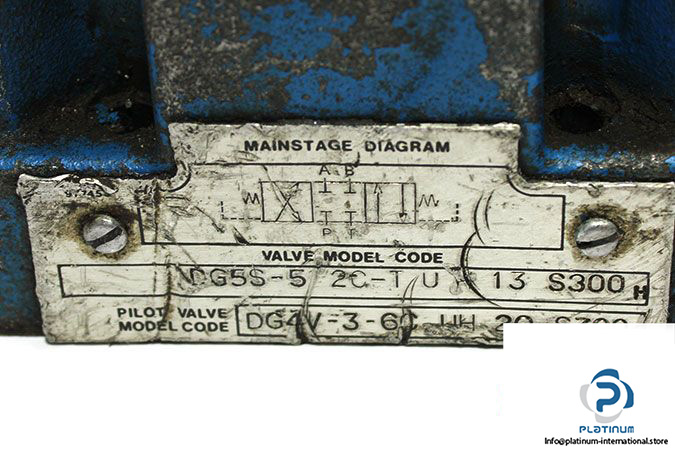 MAINSTAGE DIAGRAM
A B
P T
VALVE MODEL CODE
DG5S-5 2C-T U 13 S300
H
PILOT VALVE
MODEL CODE
DG4V-3-6C
P
PLATINUM
Info@platinum-international.store